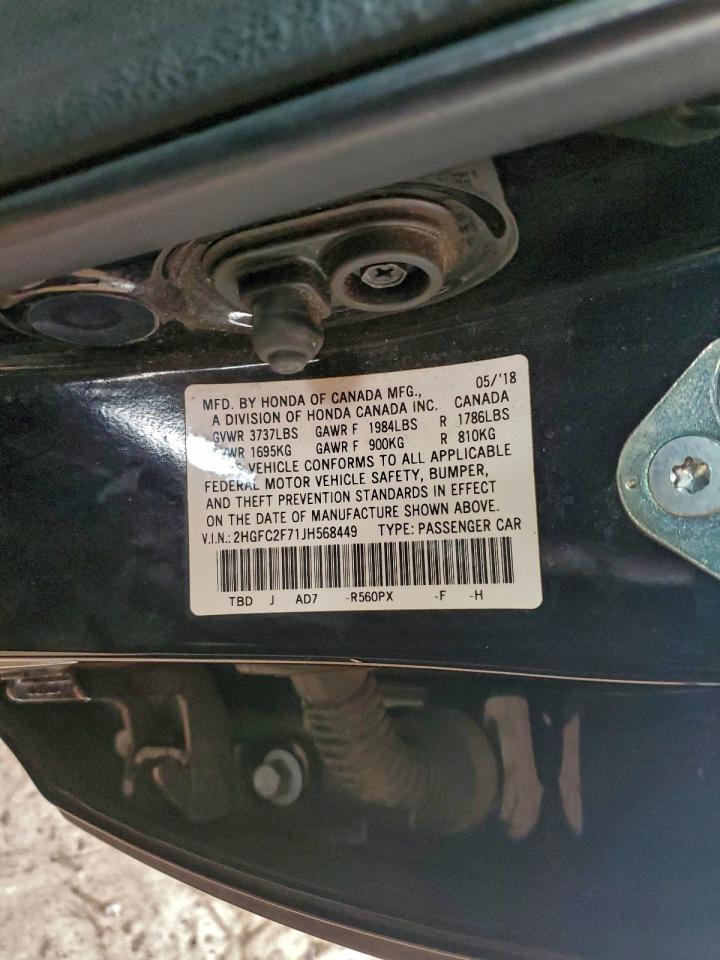 MFD. BY HONDA OF CANADA MFG., 05/'18
A DIVISION OF HONDA CANADA INC. CANADA
GVWR 3737LBS GAWR F 1984LBS R 1786LBS
1695KG GAWR F 900KG R 810KG
VEHICLE CONFORMS TO ALL APPLICABLE
FEDERAL MOTOR VEHICLE SAFETY, BUMPER,
AND THEFT PREVENTION STANDARDS IN EFFECT
ON THE DATE OF MANUFACTURE SHOWN ABOVE.
V.I.N.: 2HGFC2F71JH568449 TYPE: PASSENGER CAR
TBD J AD7 -R560PX -F -H